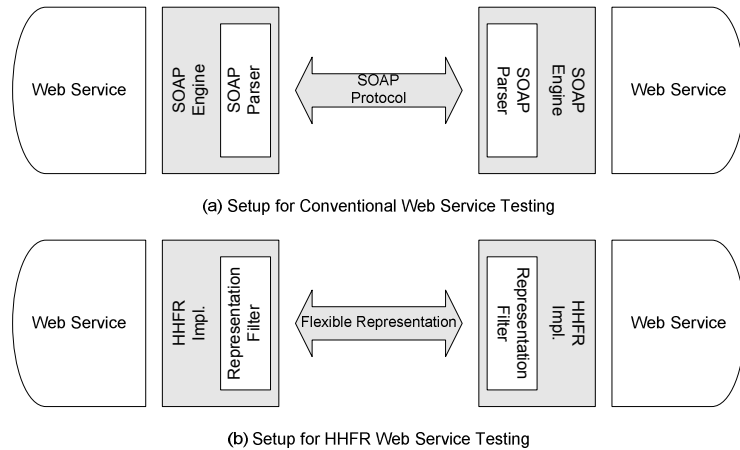 Web Service
SOAP
Engine
SOAP
Parser
SOAP
Protocol
SOAP
Parser
SOAP
Engine
Web Service
(a) Setup for Conventional Web Service Testing
Web Service
HHFR
Impl.
Representation
Filter
Flexible Representation
Representation
Filter
HHFR
Impl.
Web Service
(b) Setup for HHFR Web Service Testing